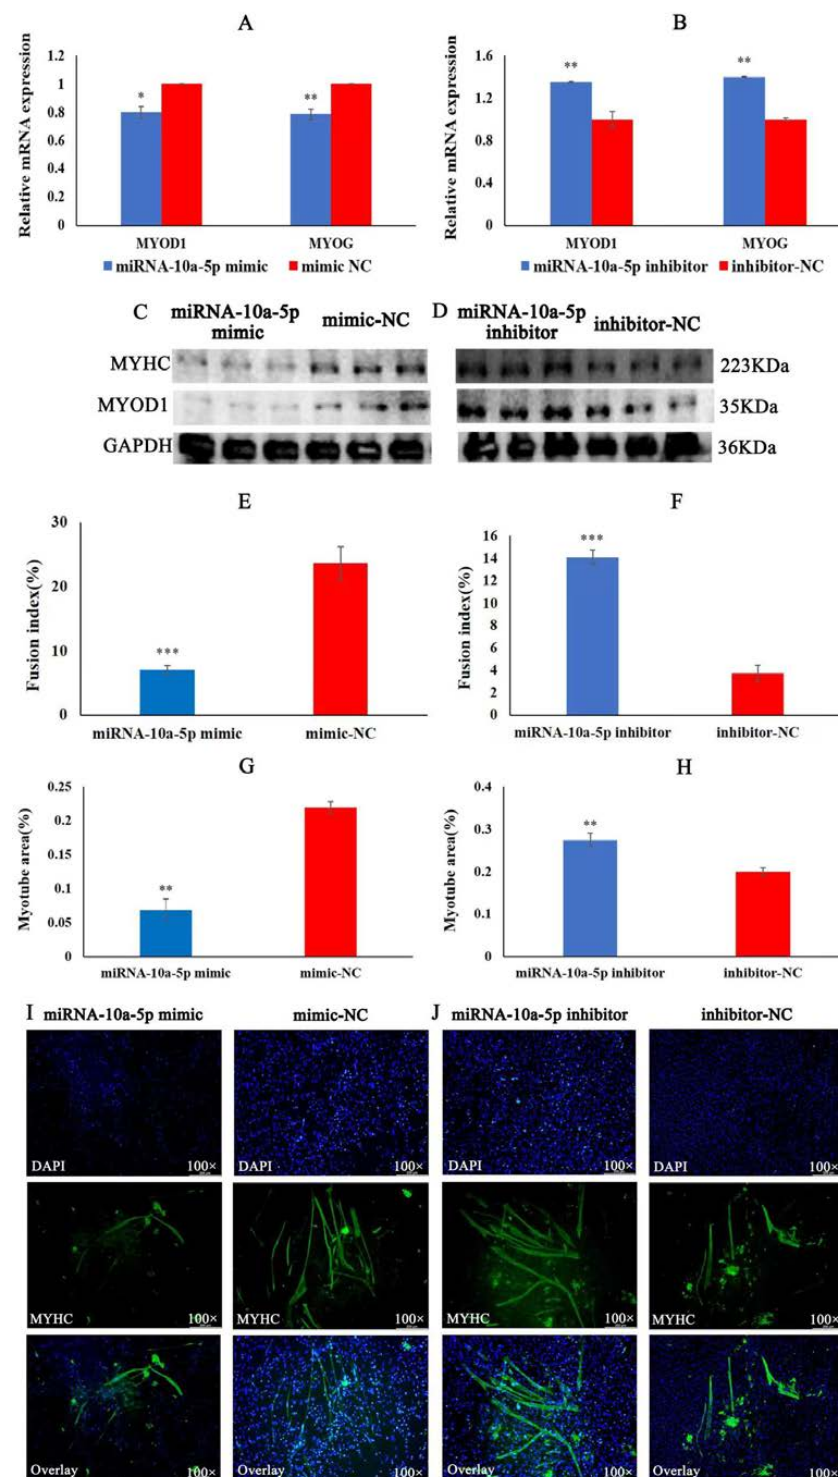 A
Relative mRNA expression
1.2
1
0.8
0.6
0.4
0.2
0
*
**
MYOD1 MYOG
miRNA-10a-5p mimic mimic NC
B
Relative mRNA expression
1.6
1.2
0.8
0.4
0
**
**
MYOD1 MYOG
miRNA-10a-5p inhibitor inhibitor-NC
C miRNA-10a-5p mimic mimic-NC
D miRNA-10a-5p inhibitor inhibitor-NC
MYHC 223KDa
MYOD1 35KDa
GAPDH 36KDa
E
Fusion index(%)
30
20
10
0
***
miRNA-10a-5p mimic mimic-NC
F
Fusion index(%)
16
14
12
10
8
6
4
2
0
***
miRNA-10a-5p inhibitor inhibitor-NC
G
Myotube area(%)
0.25
0.2
0.15
0.1
0.05
0
**
miRNA-10a-5p mimic mimic-NC
H
Myotube area(%)
0.4
0.3
0.2
0.1
0
**
miRNA-10a-5p inhibitor inhibitor-NC
I miRNA-10a-5p mimic mimic-NC J miRNA-10a-5p inhibitor inhibitor-NC
DAPI 100× DAPI 100× DAPI 100× DAPI 100×
MYHC 100× MYHC 100× MYHC 100× MYHC 100×
Overlay 100× Overlay 100× Overlay 100× Overlay 100×